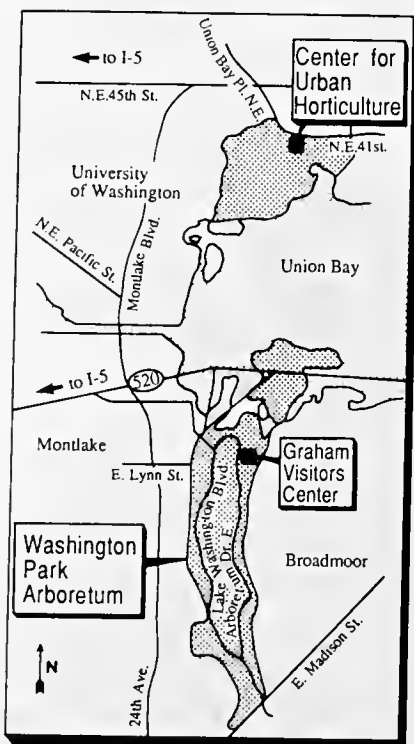 ← to I-5
N.E.45th St.
Union Bay Pl. N.E.
Center for
Urban
Horticulture
N.E.41st.
University
of Washington
Montlake Blvd.
N.E. Pacific St.
Union Bay
520
← to I-5
Montlake
E. Lynn St.
Graham
Visitors
Center
Lake Washington Blvd.
Arboretum Dr. E
Washington
Park
Arboretum
Broadmoor
E. Madison St.
24th Ave.
N